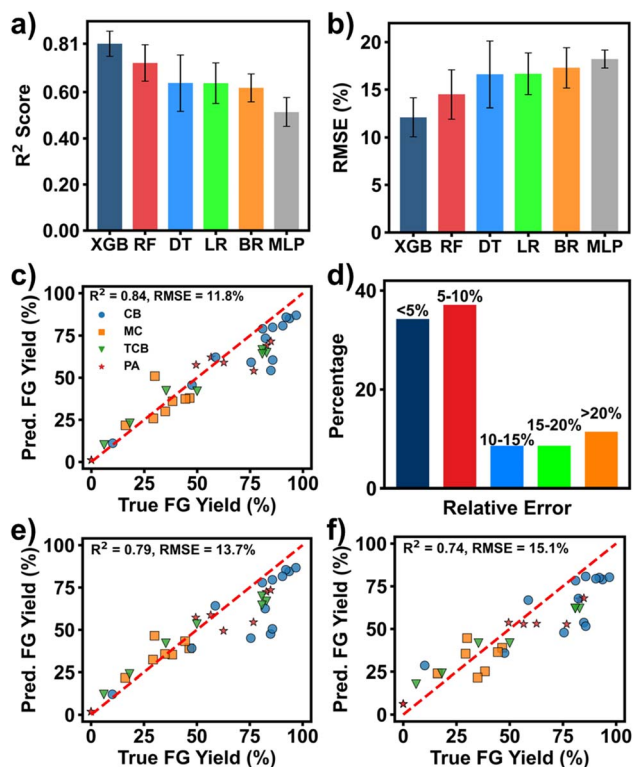 a)
R² Score
0.81
0.60
0.40
0.20
0.00
XGB RF DT LR BR MLP
b)
RMSE (%)
20
15
10
5
0
XGB RF DT LR BR MLP
c)
Pred. FG Yield (%)
100
75
50
25
0
R² = 0.84, RMSE = 11.8%
CB
MC
TCB
PA
0 25 50 75 100
True FG Yield (%)
d)
Percentage
40
20
0
<5%
5-10%
10-15%
15-20%
>20%
Relative Error
e)
Pred. FG Yield (%)
100
75
50
25
0
R² = 0.79, RMSE = 13.7%
0 25 50 75 100
True FG Yield (%)
f)
Pred. FG Yield (%)
100
75
50
25
0
R² = 0.74, RMSE = 15.1%
0 25 50 75 100
True FG Yield (%)